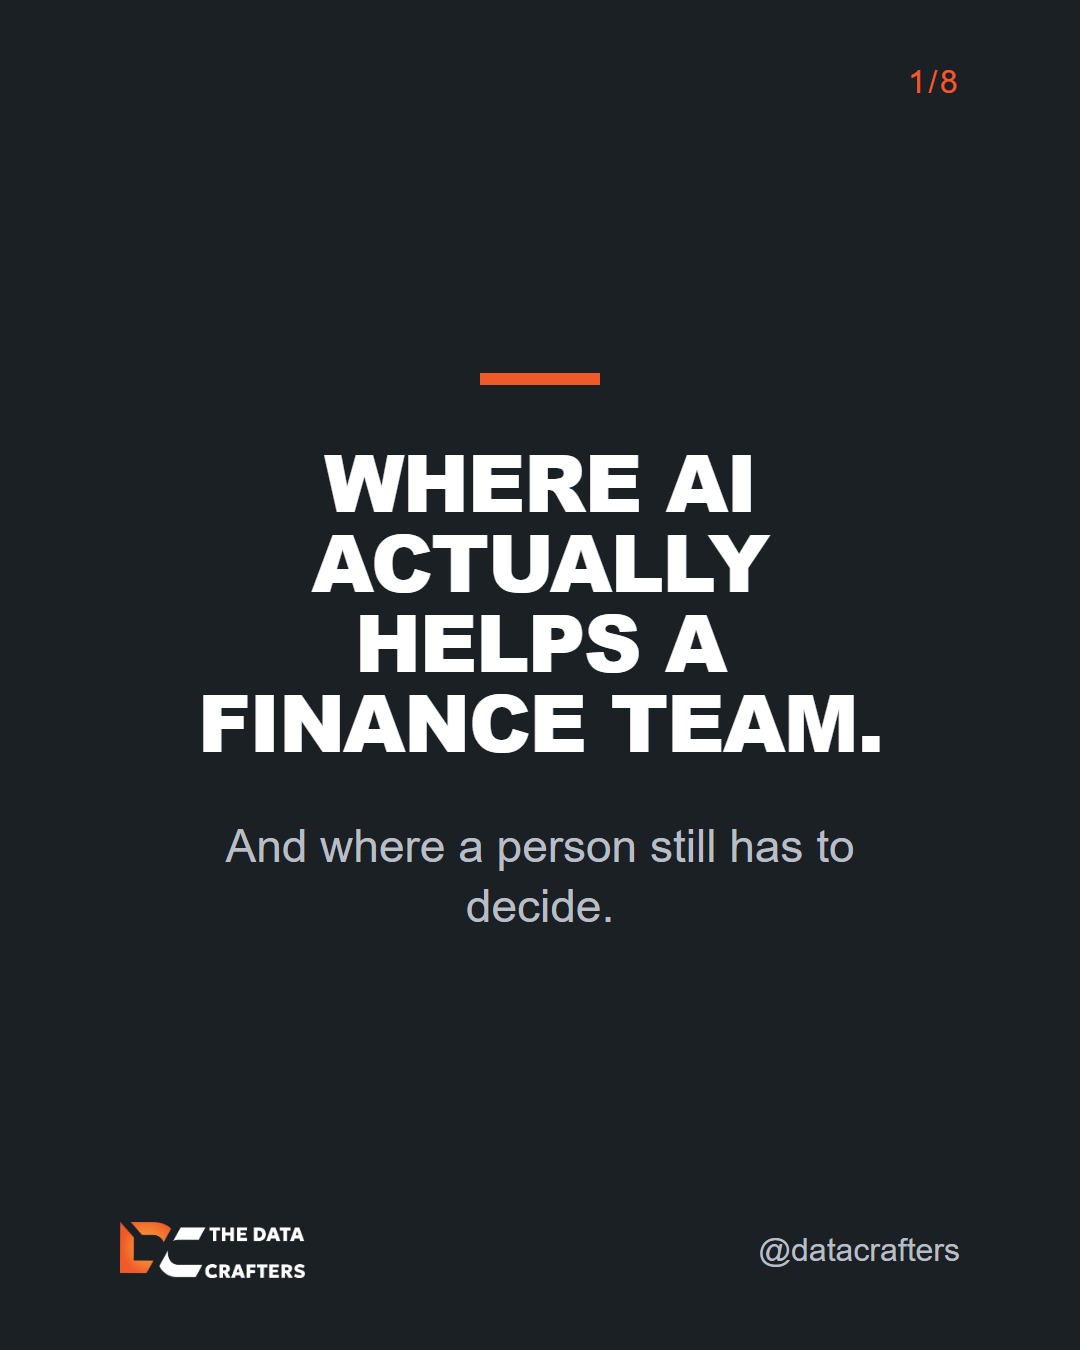 1/8
WHERE AI
ACTUALLY
HELPS A
FINANCE TEAM.
And where a person still has to
decide.
THE DATA
CRAFTERS
@datacrafters